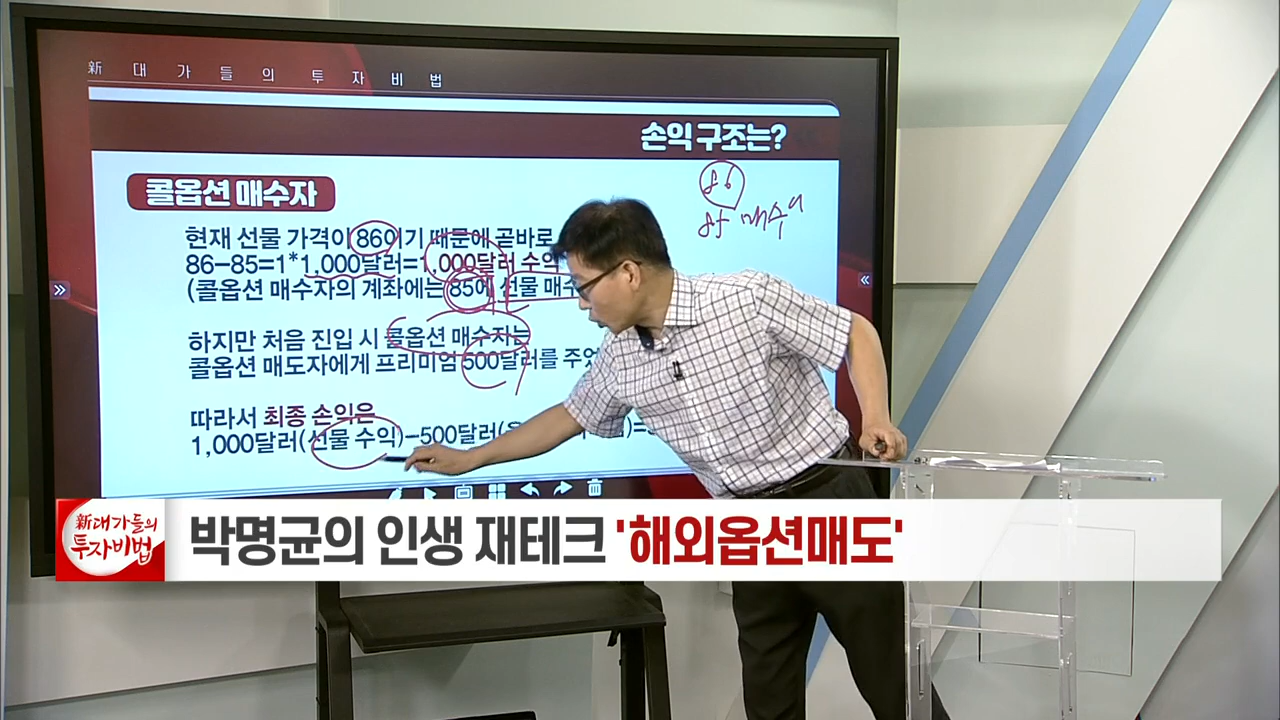 新 대가들의 투자비법
손익 구조는?
콜옵션 매수자
86
85 매수
현재 선물 가격이 86이기 때문에 곧바로
86-85=1*1,000달러=1,000달러 수익
(콜옵션 매수자의 계좌에는 85에 선물 매수
하지만 처음 진입 시 콜옵션 매수자는
콜옵션 매도자에게 프리미엄 500달러를 주었
따라서 최종 손익은
1,000달러(선물 수익)-500달러(
新대가들의
투자비법
박명균의 인생 재테크 '해외옵션매도'